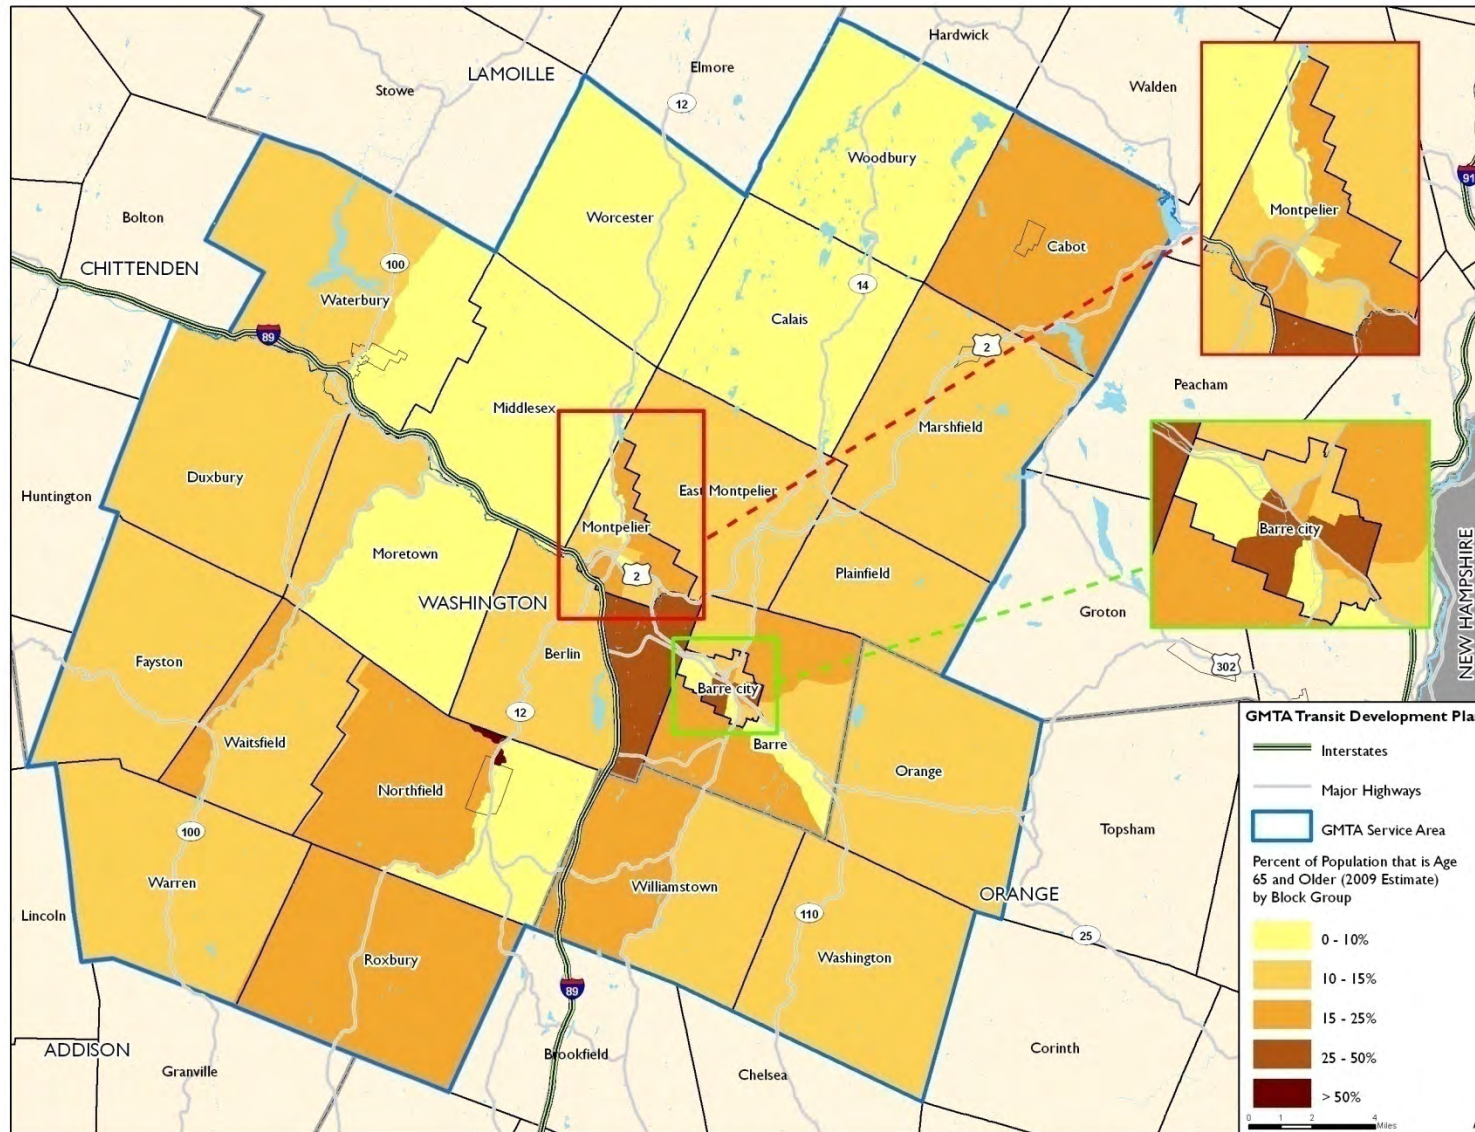 Hardwick
LAMOILLE
Elmore
Stowe
Walden
12
91
Woodbury
Montpelier
Worcester
Bolton
Cabot
CHITTENDEN
100
14
Waterbury
Calais
89
2
Peacham
Middlesex
Marshfield
Duxbury
Huntington
East Montpelier
Montpelier
Barre city
Moretown
Plainfield
2
WASHINGTON
Groton
NEW HAMPSHIRE
Fayston
Berlin
302
Barre city
12
GMTA Transit Development Pla
Waitsfield
Barre
Interstates
Orange
Northfield
Major Highways
100
Topsham
GMTA Service Area
Percent of Population that is Age
65 and Older (2009 Estimate)
by Block Group
Warren
Williamstown
ORANGE
Lincoln
110
25
0 - 10%
Roxbury
Washington
10 - 15%
89
15 - 25%
ADDISON
Brookfield
Corinth
25 - 50%
Granville
Chelsea
> 50%
0 1 2 4
Miles